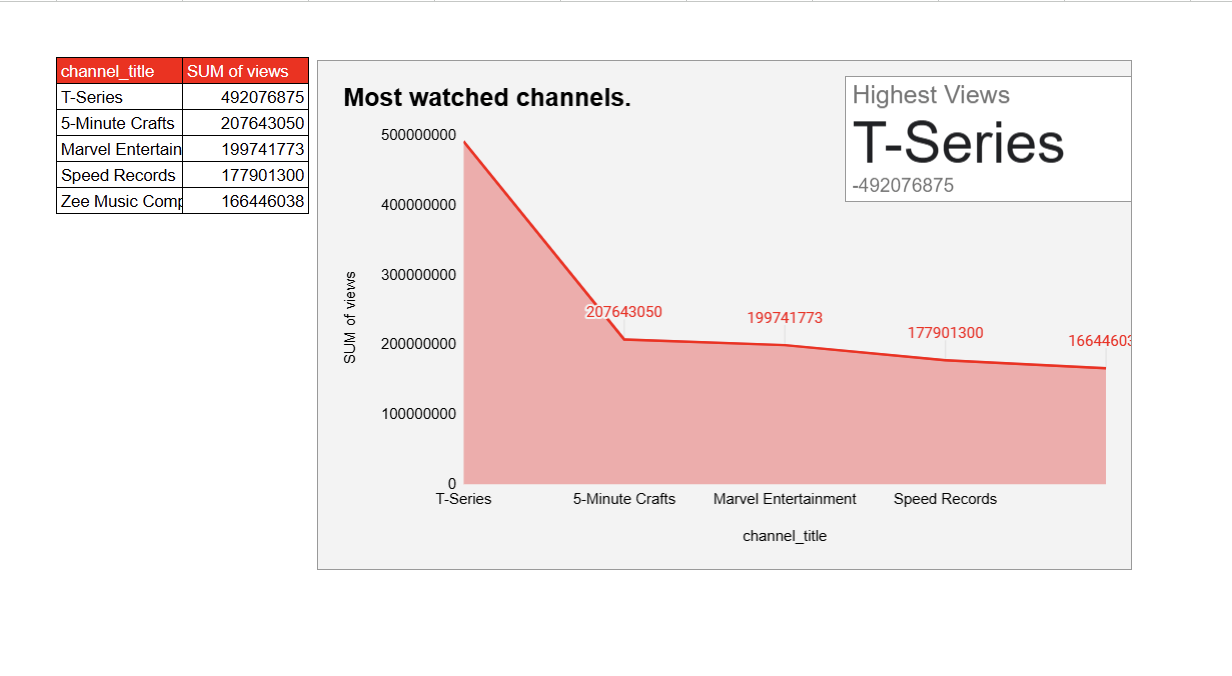 channel_title SUM of views
T-Series 492076875
5-Minute Crafts 207643050
Marvel Entertain 199741773
Speed Records 177901300
Zee Music Comp 166446038
Most watched channels.
Highest Views
T-Series
-492076875
500000000
400000000
300000000
200000000
100000000
0
SUM of views
207643050
199741773
177901300
16644603
T-Series 5-Minute Crafts Marvel Entertainment Speed Records
channel_title